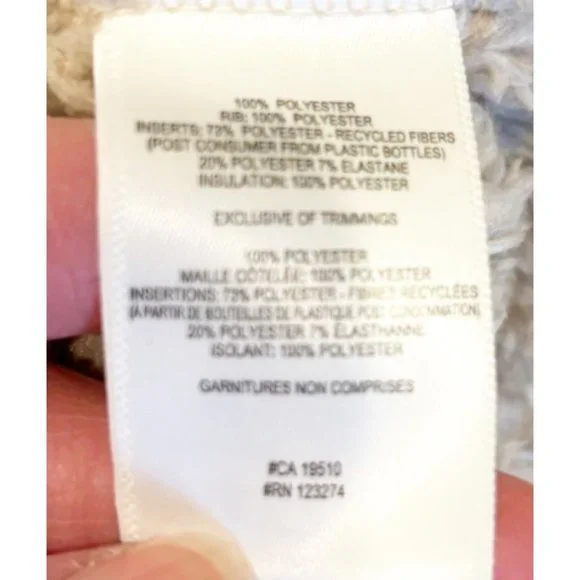 100% POLYESTER
RIB: 100% POLYESTER
INSERTS: 73% POLYESTER - RECYCLED FIBERS
(POST CONSUMER FROM PLASTIC BOTTLES)
20% POLYESTER 7% ELASTANE
INSULATION: 100% POLYESTER
EXCLUSIVE OF TRIMMINGS
100% POLYESTER
MAILLE CÔTELÉE: 100% POLYESTER
INSERTIONS: 73% POLYESTER - FIBRES RECYCLÉES
(À PARTIR DE BOUTEILLES DE PLASTIQUE POST CONSOMMATION)
20% POLYESTER 7% ÉLASTHANNE
ISOLANT: 100% POLYESTER
GARNITURES NON COMPRISES
#CA 19510
#RN 123274